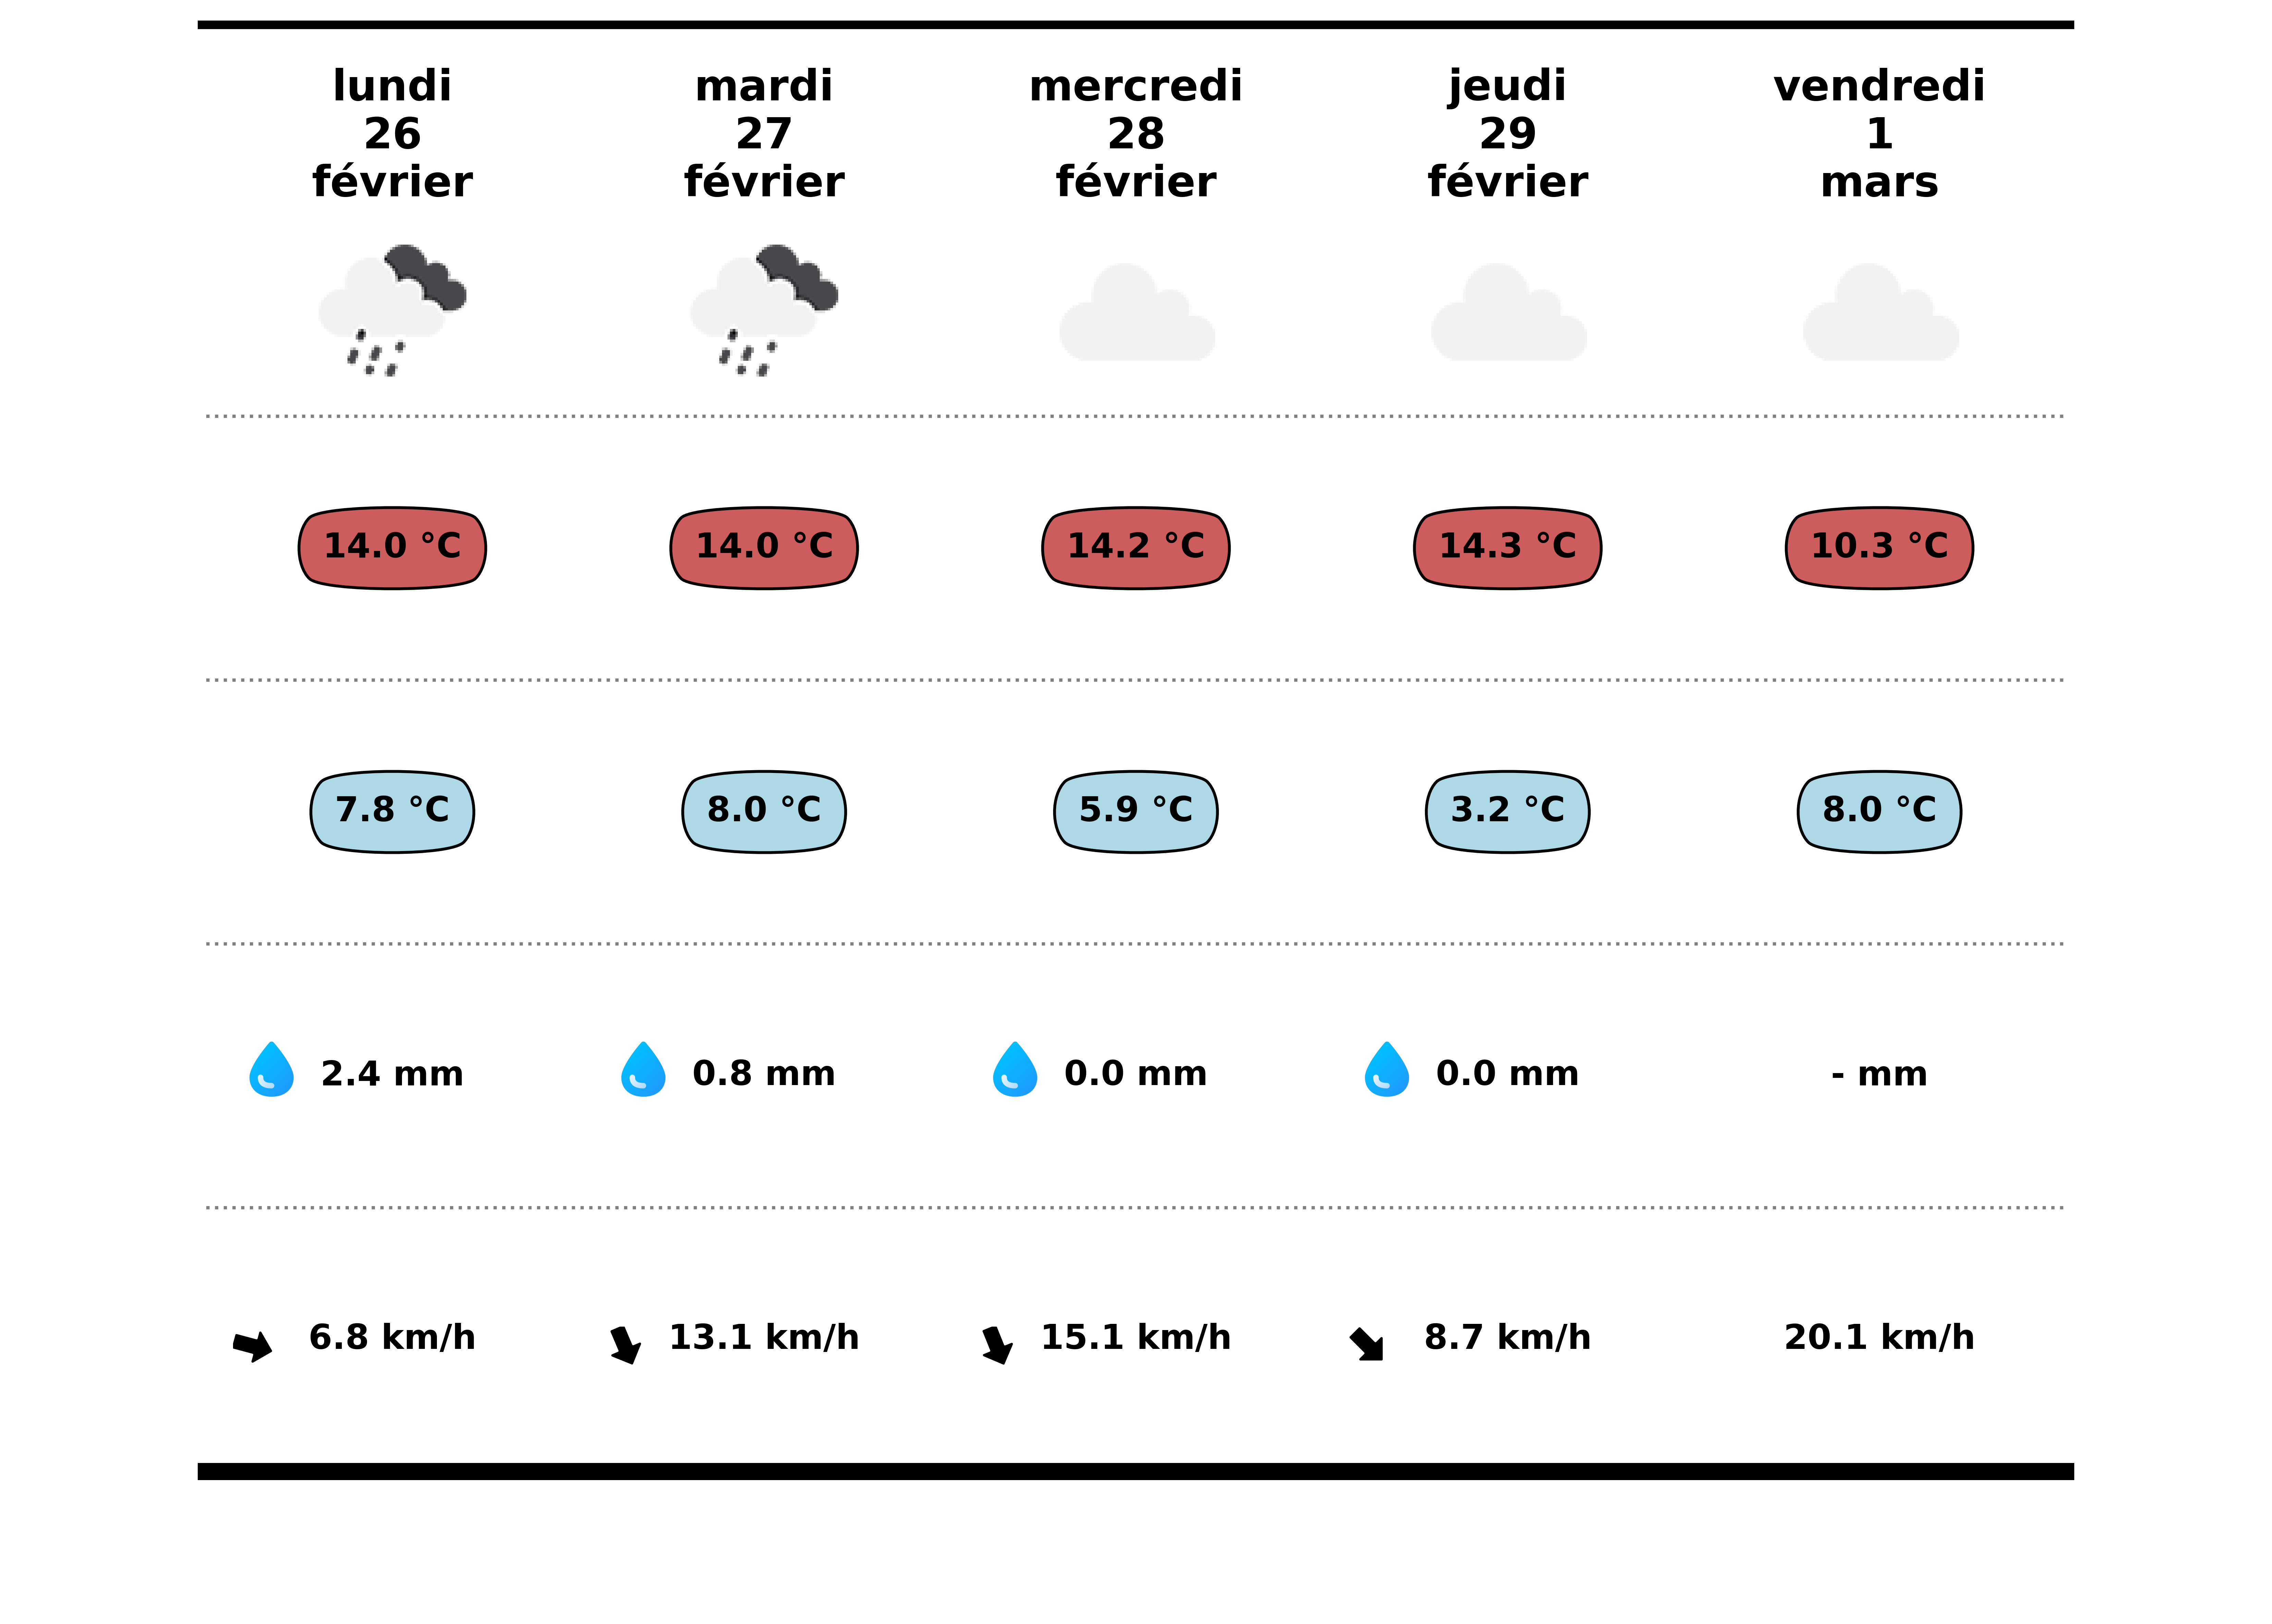 lundi
26
février
mardi
27
février
mercredi
28
février
jeudi
29
février
vendredi
1
mars
14.0 °C
14.0 °C
14.2 °C
14.3 °C
10.3 °C
7.8 °C
8.0 °C
5.9 °C
3.2 °C
8.0 °C
2.4 mm
0.8 mm
0.0 mm
0.0 mm
- mm
6.8 km/h
13.1 km/h
15.1 km/h
8.7 km/h
20.1 km/h